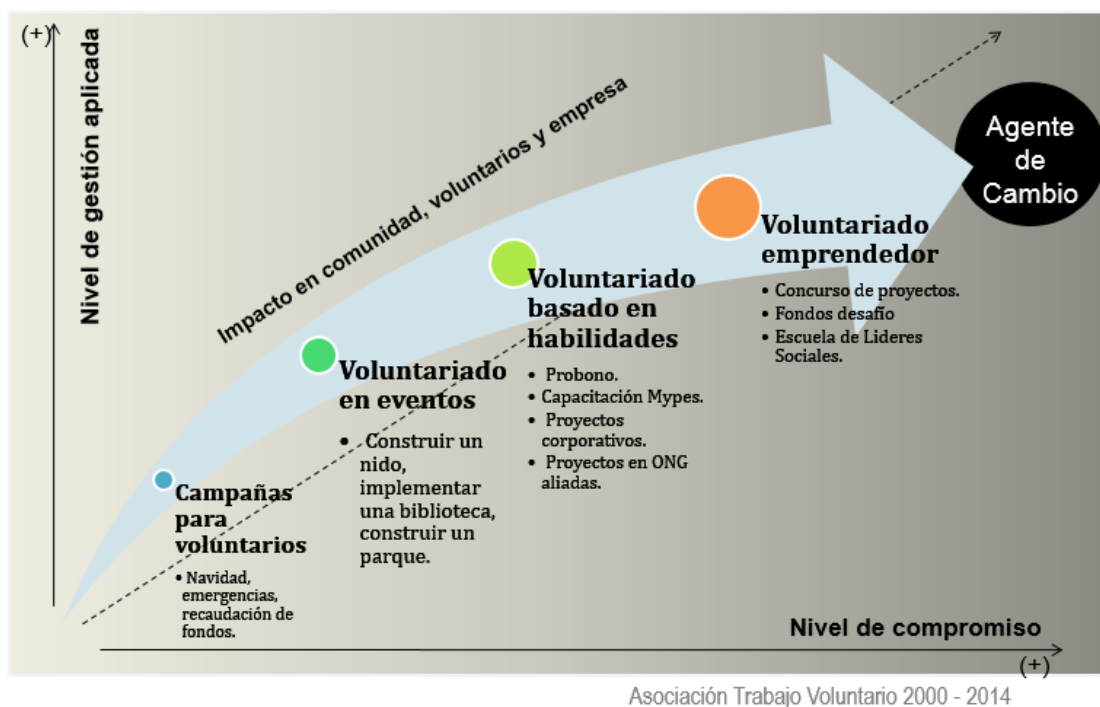 (+)
Nivel de gestión aplicada
Impacto en comunidad, voluntarios y empresa
Agente
de
Cambio
Voluntariado
emprendedor
• Concurso de proyectos.
• Fondos desafío
• Escuela de Lideres
Sociales.
Voluntariado
basado en
habilidades
• Probono.
• Capacitación Mypes.
• Proyectos
corporativos.
• Proyectos en ONG
aliadas.
Voluntariado
en eventos
• Construir un
nido,
implementar
una biblioteca,
construir un
parque.
Campañas
para
voluntarios
• Navidad,
emergencias,
recaudación de
fondos.
Nivel de compromiso
(+)
Asociación Trabajo Voluntario 2000 - 2014